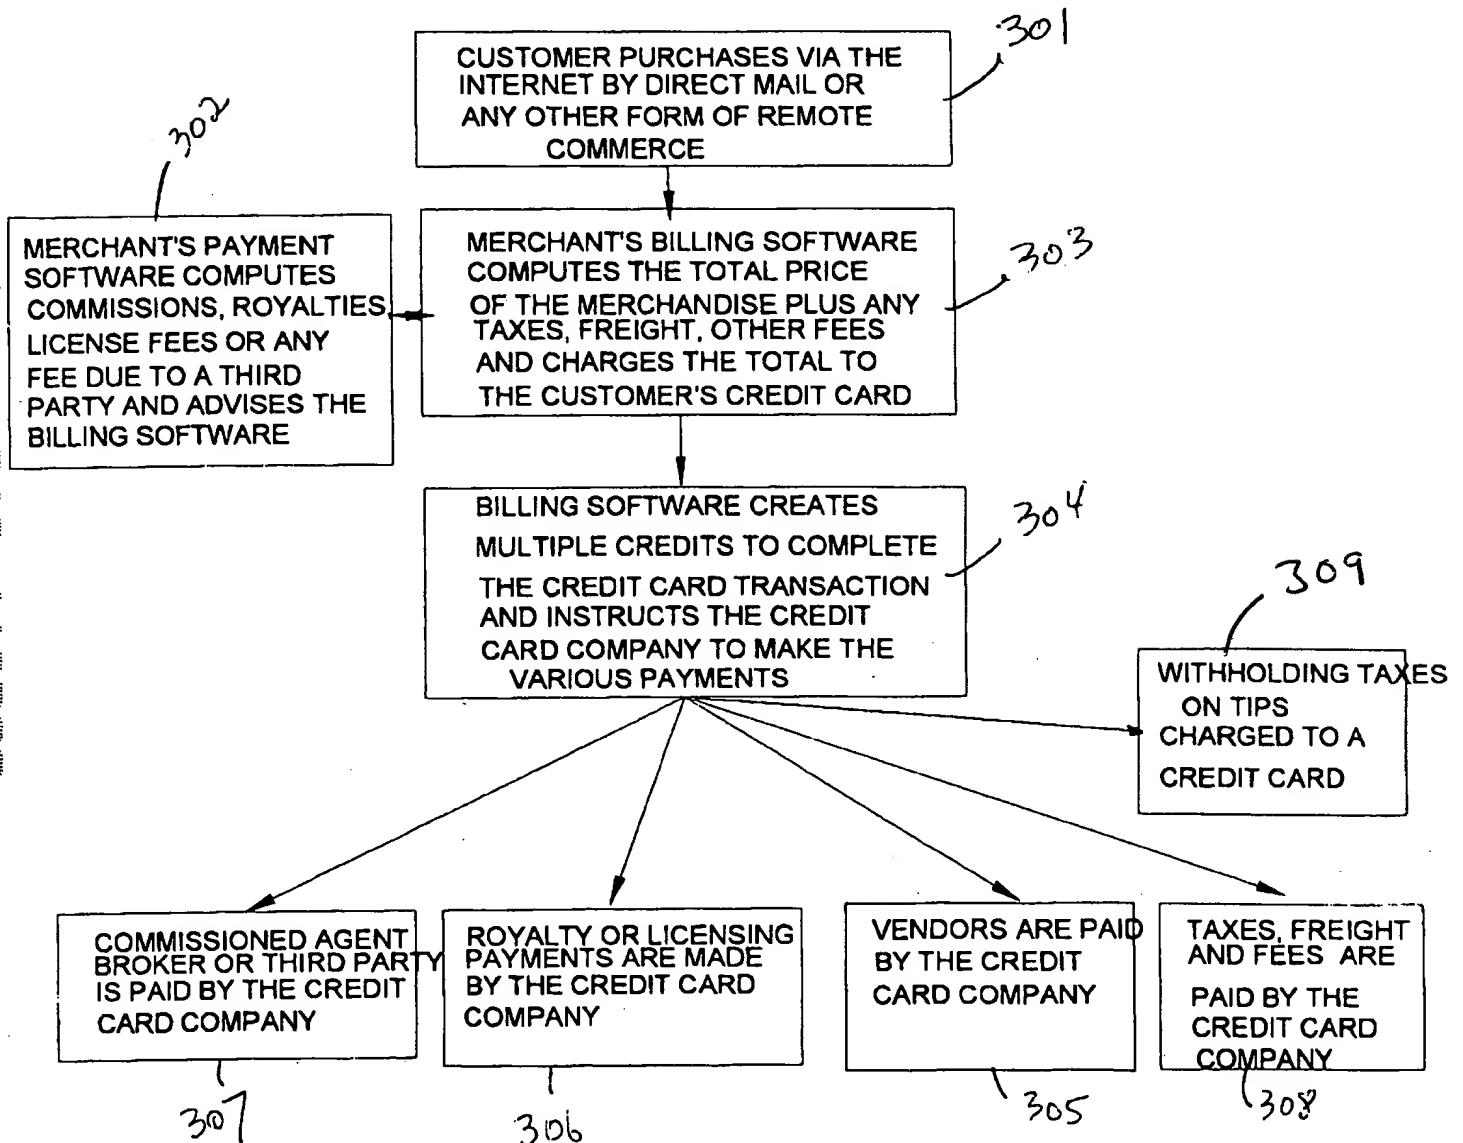 301
CUSTOMER PURCHASES VIA THE
INTERNET BY DIRECT MAIL OR
ANY OTHER FORM OF REMOTE
COMMERCE
302
MERCHANT'S PAYMENT
SOFTWARE COMPUTES
COMMISSIONS, ROYALTIES
LICENSE FEES OR ANY
FEE DUE TO A THIRD
PARTY AND ADVISES THE
BILLING SOFTWARE
303
MERCHANT'S BILLING SOFTWARE
COMPUTES THE TOTAL PRICE
OF THE MERCHANDISE PLUS ANY
TAXES, FREIGHT, OTHER FEES
AND CHARGES THE TOTAL TO
THE CUSTOMER'S CREDIT CARD
304
BILLING SOFTWARE CREATES
MULTIPLE CREDITS TO COMPLETE
THE CREDIT CARD TRANSACTION
AND INSTRUCTS THE CREDIT
CARD COMPANY TO MAKE THE
VARIOUS PAYMENTS
309
WITHHOLDING TAXES
ON TIPS
CHARGED TO A
CREDIT CARD
COMMISSIONED AGENT
BROKER OR THIRD PARTY
IS PAID BY THE CREDIT
CARD COMPANY
307
ROYALTY OR LICENSING
PAYMENTS ARE MADE
BY THE CREDIT CARD
COMPANY
306
VENDORS ARE PAID
BY THE CREDIT
CARD COMPANY
305
TAXES, FREIGHT
AND FEES ARE
PAID BY THE
CREDIT CARD
COMPANY
308